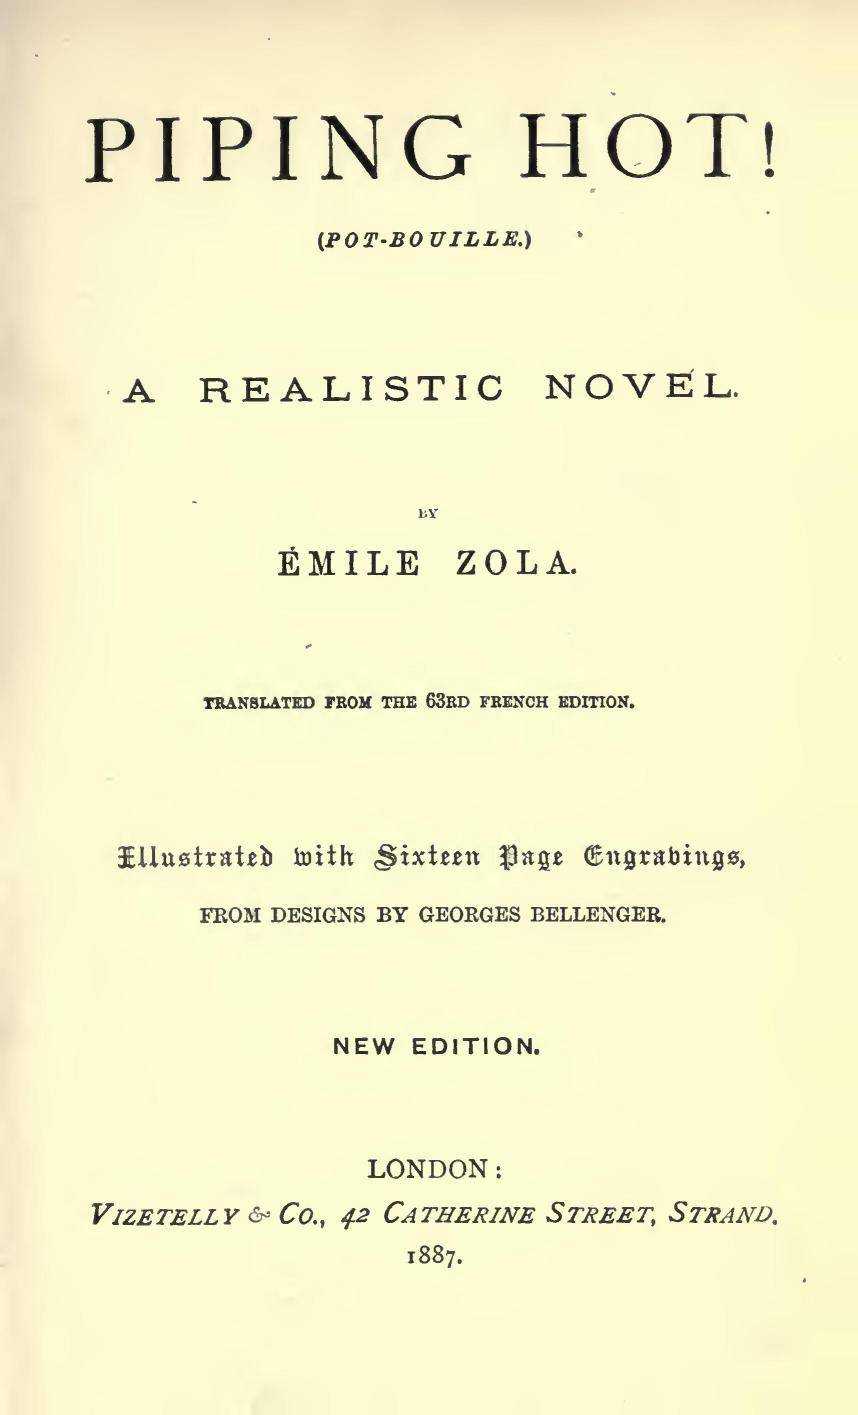 PIPING HOT!
(POT-BOUILLE.)
A REALISTIC NOVEL.
BY
ÉMILE ZOLA.
TRANSLATED FROM THE 63RD FRENCH EDITION.
Illustrated with Sixteen Page Engravings,
FROM DESIGNS BY GEORGES BELLENGER.
NEW EDITION.
LONDON:
VIZETELLY & CO., 42 CATHERINE STREET, STRAND.
1887.